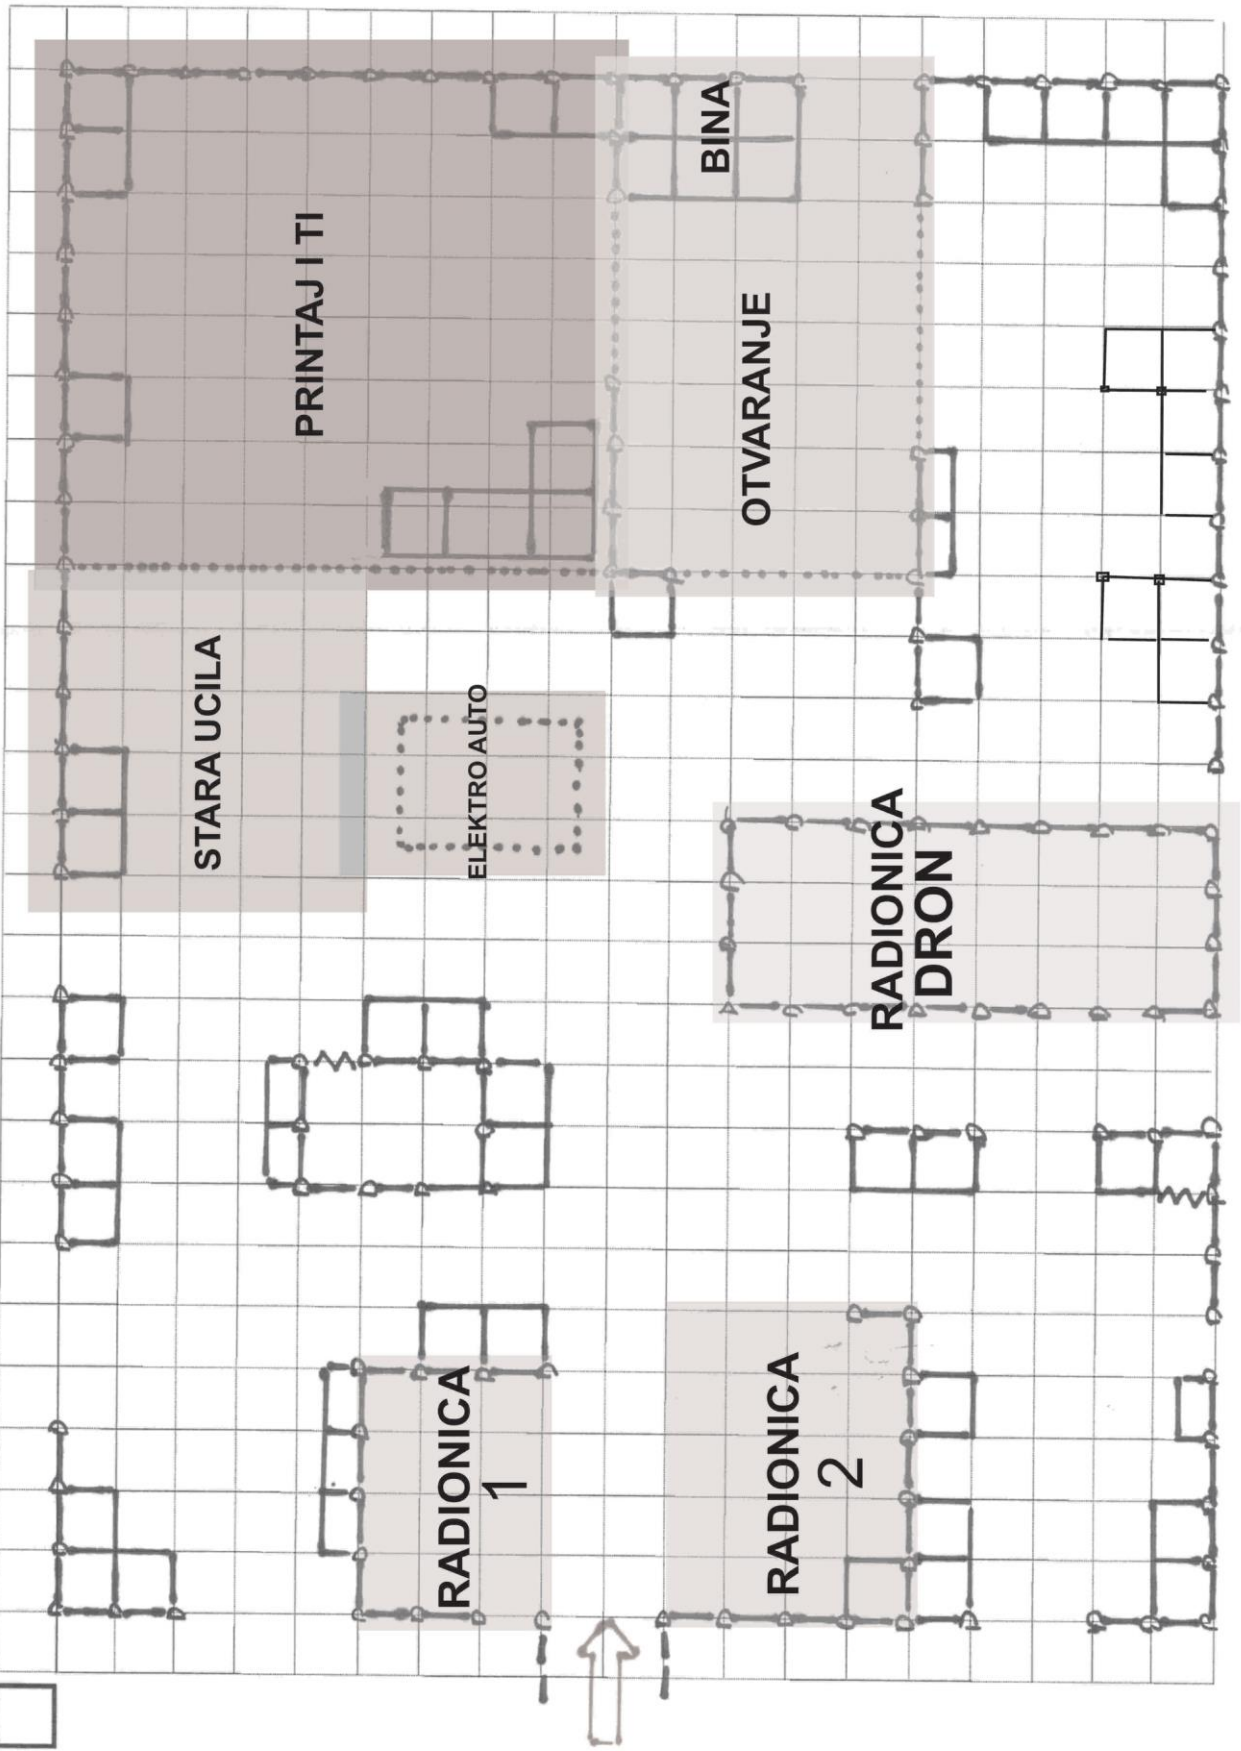 PRINTAJ I TI
BINA
OTVARANJE
STARA UCILA
ELEKTRO AUTO
RADIONICA
DRON
RADIONICA
1
RADIONICA
2